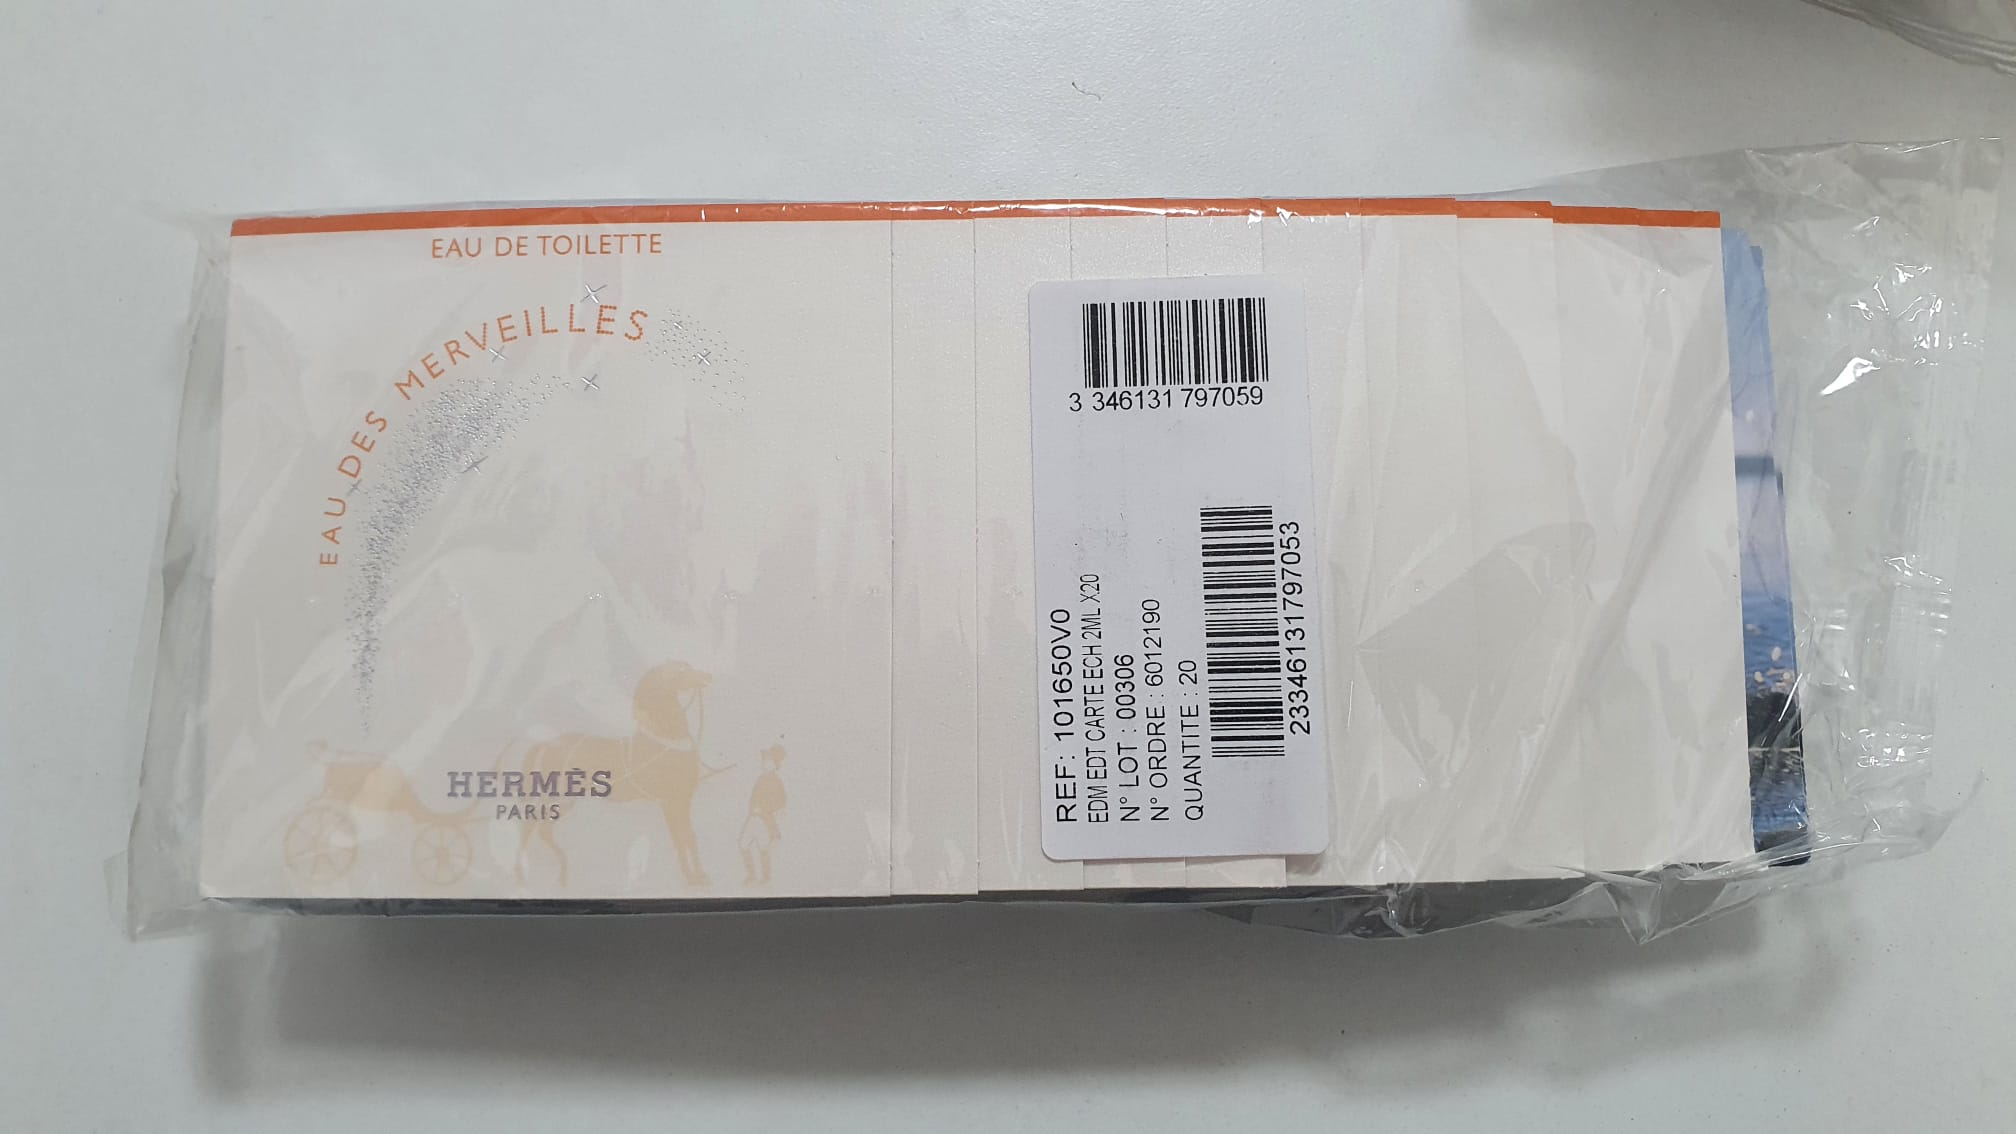 EAU DE TOILETTE
EAU DES MERVEILLES
HERMÈS
PARIS
3 346131 797059
REF: 101650V0
EDM EDT CARTE ECH 2ML X20
N° LOT : 00306
N° ORDRE : 6012190
QUANTITE : 20
23346131797053